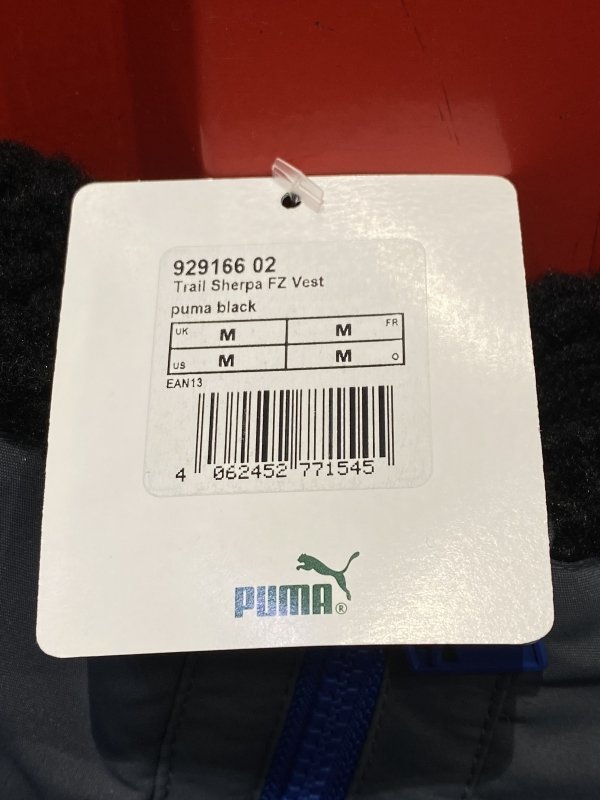 929166 02
Trail Sherpa FZ Vest
puma black
UK M M FR
US M M O
EAN13
4 062452 771545
PUMA®